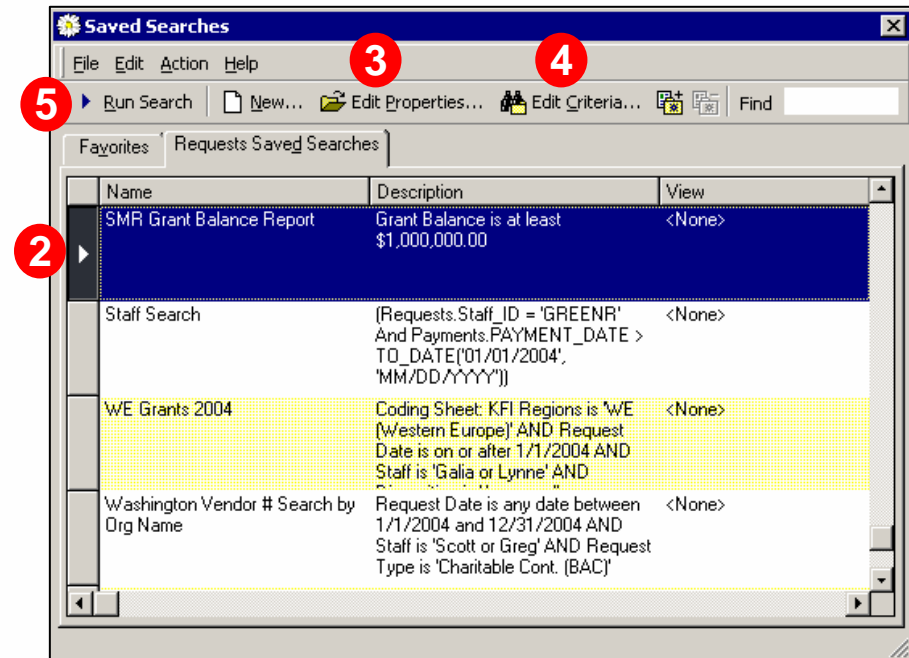 Saved Searches
File Edit Action Help
3
4
5
Run Search New... Edit Properties... Edit Criteria... Find
Favorites Requests Saved Searches
Name Description View
2
SMR Grant Balance Report
Grant Balance is at least
$1,000,000.00
<None>
Staff Search
(Requests.Staff_ID = 'GREENR'
And Payments.PAYMENT_DATE >
TO_DATE('01/01/2004',
'MM/DD/YYYY'))
<None>
WE Grants 2004
Coding Sheet: KFI Regions is 'WE
(Western Europe)' AND Request
Date is on or after 1/1/2004 AND
Staff is 'Galia or Lynne' AND
<None>
Washington Vendor # Search by
Org Name
Request Date is any date between
1/1/2004 and 12/31/2004 AND
Staff is 'Scott or Greg' AND Request
Type is 'Charitable Cont. (BAC)'
<None>